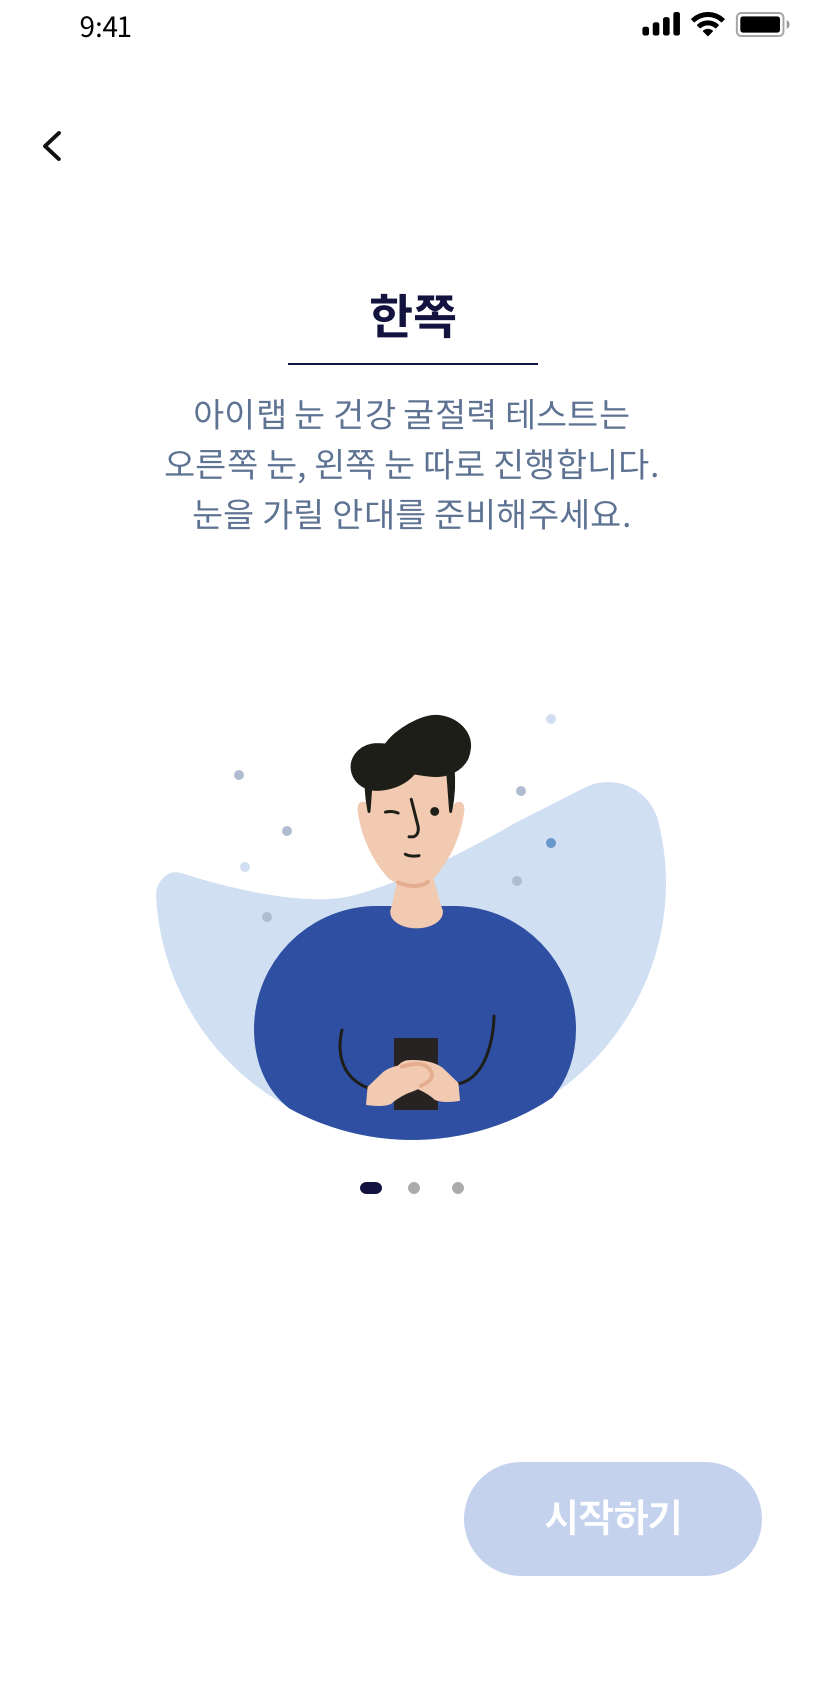 9:41
한쪽
아이랩 눈 건강 굴절력 테스트는
오른쪽 눈, 왼쪽 눈 따로 진행합니다.
눈을 가릴 안대를 준비해주세요.
시작하기